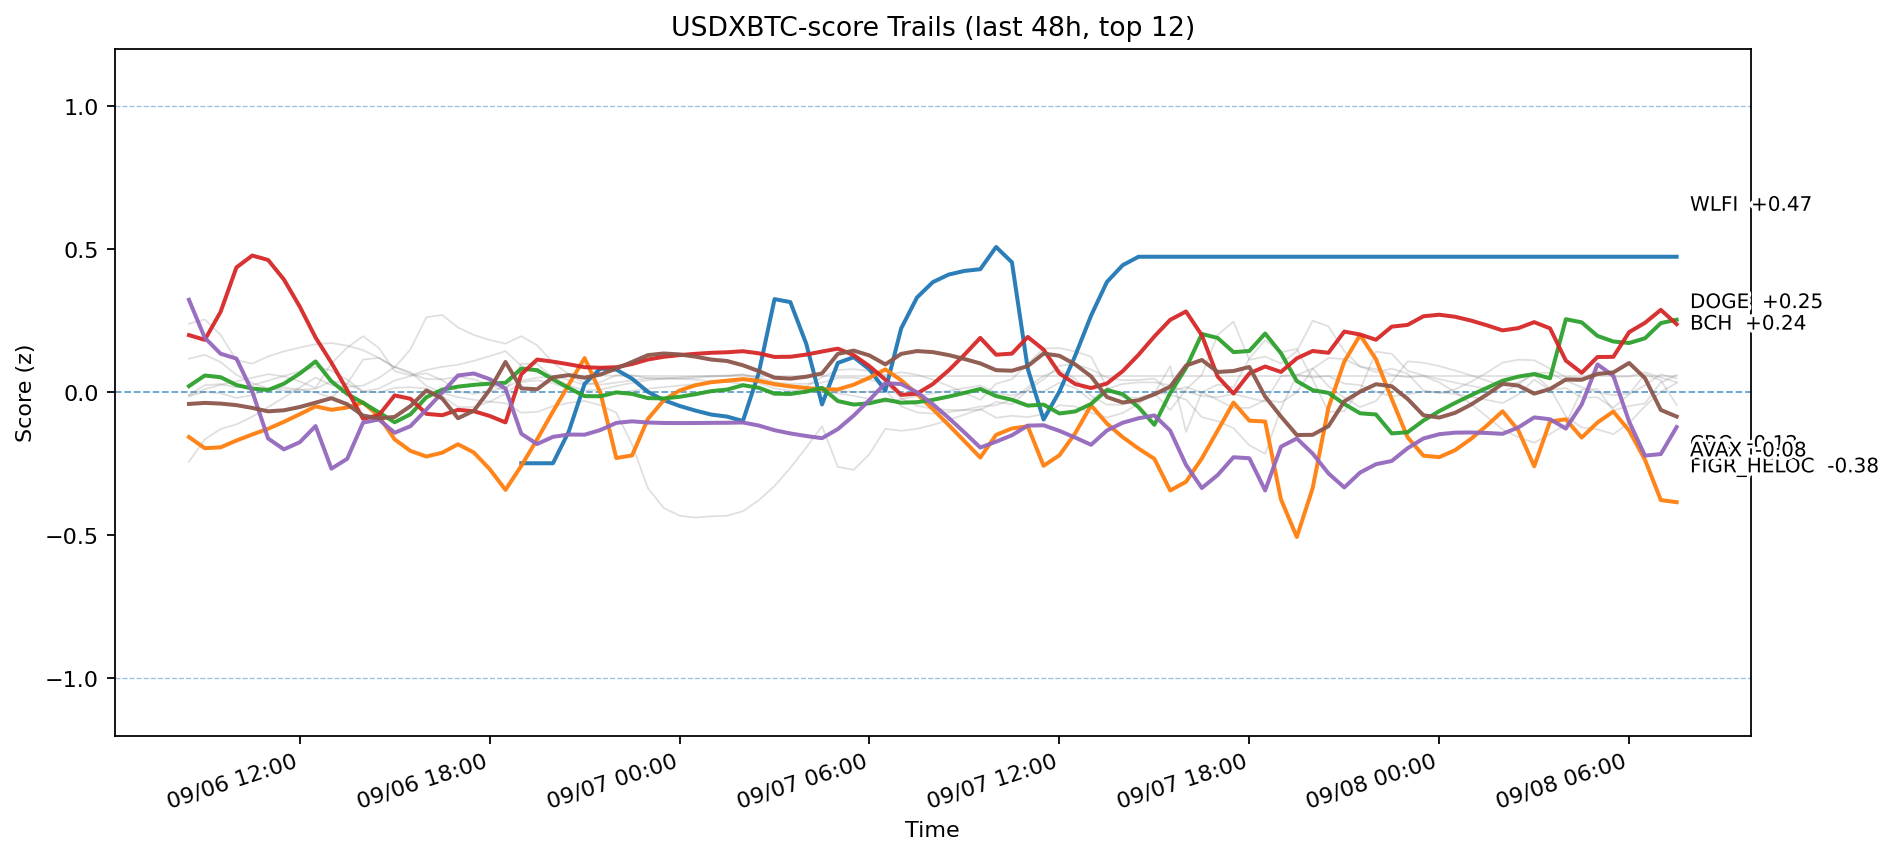 USDXBTC-score Trails (last 48h, top 12)
Score (z)
1.0
0.5
0.0
−0.5
−1.0
WLFI +0.47
DOGE +0.25
BCH +0.24
AVAX -0.08
FIGR_HELOC -0.38
09/06 12:00
09/06 18:00
09/07 00:00
09/07 06:00
09/07 12:00
09/07 18:00
09/08 00:00
09/08 06:00
Time